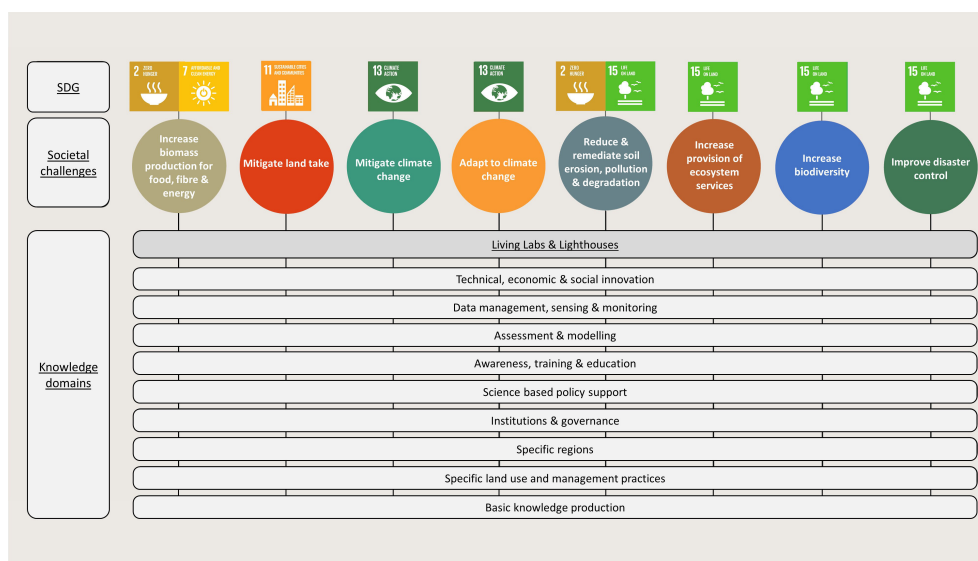 SDG
2 ZERO
HUNGER
7 AFFORDABLE AND
CLEAN ENERGY
11 SUSTAINABLE CITIES
AND COMMUNITIES
13 CLIMATE
ACTION
13 CLIMATE
ACTION
2 ZERO
HUNGER
15 LIFE
ON LAND
15 LIFE
ON LAND
15 LIFE
ON LAND
15 LIFE
ON LAND
Societal
challenges
Increase
biomass
production for
food, fibre &
energy
Mitigate land take
Mitigate climate
change
Adapt to climate
change
Reduce &
remediate soil
erosion, pollution
& degradation
Increase
provision of
ecosystem
services
Increase
biodiversity
Improve disaster
control
Knowledge
domains
Living Labs & Lighthouses
Technical, economic & social innovation
Data management, sensing & monitoring
Assessment & modelling
Awareness, training & education
Science based policy support
Institutions & governance
Specific regions
Specific land use and management practices
Basic knowledge production